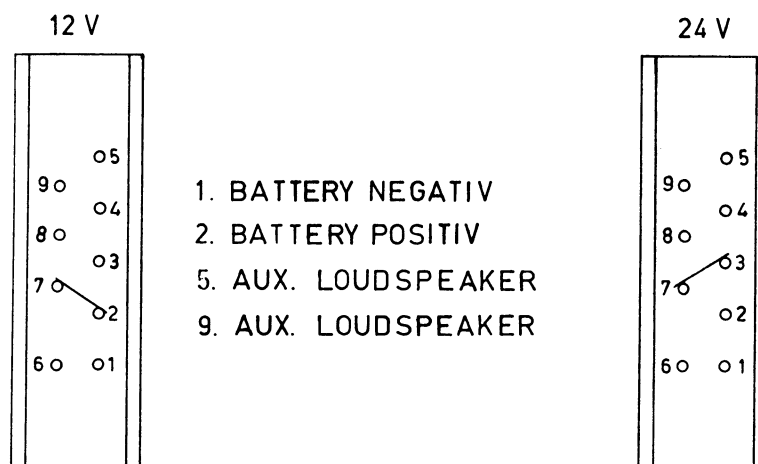 12 V
24 V
5
9
4
8
3
7
2
6 1
1. BATTERY NEGATIV
2. BATTERY POSITIV
5. AUX. LOUDSPEAKER
9. AUX. LOUDSPEAKER
5
9
4
8
3
7
2
6 1